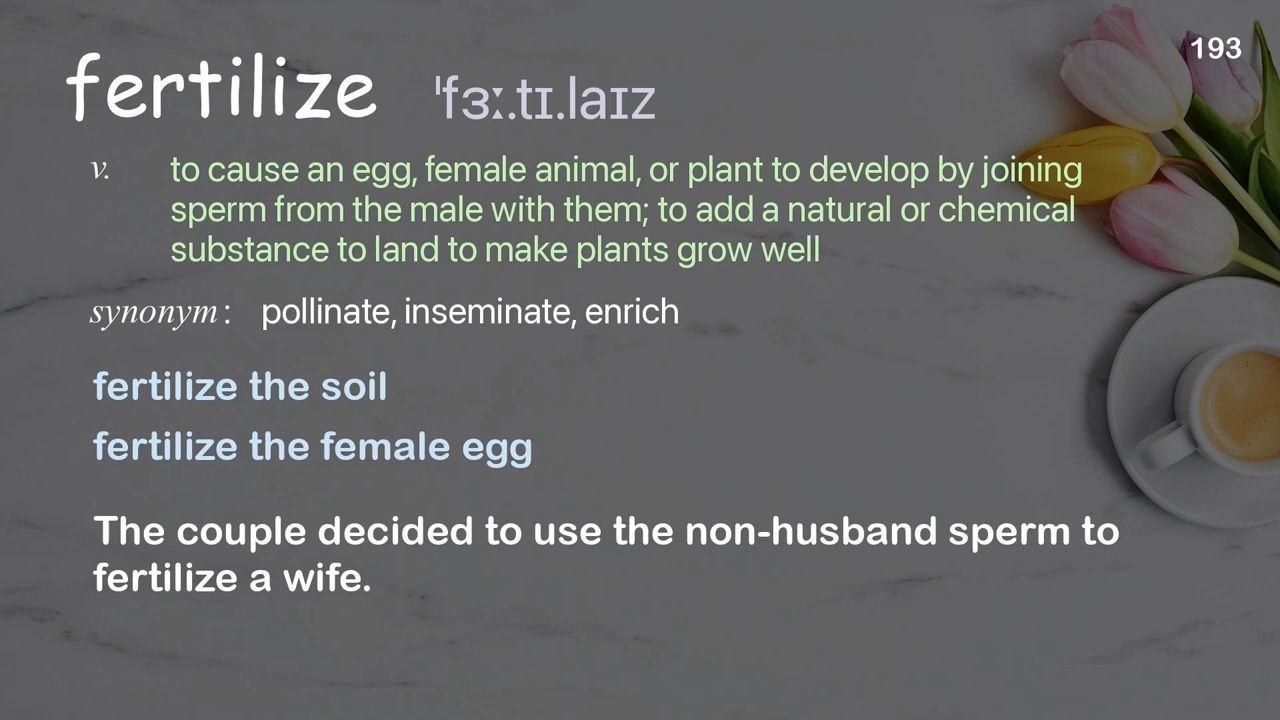 193
fertilize ˈfɜː.tɪ.laɪz
v. to cause an egg, female animal, or plant to develop by joining
sperm from the male with them; to add a natural or chemical
substance to land to make plants grow well
synonym : pollinate, inseminate, enrich
fertilize the soil
fertilize the female egg
The couple decided to use the non-husband sperm to
fertilize a wife.